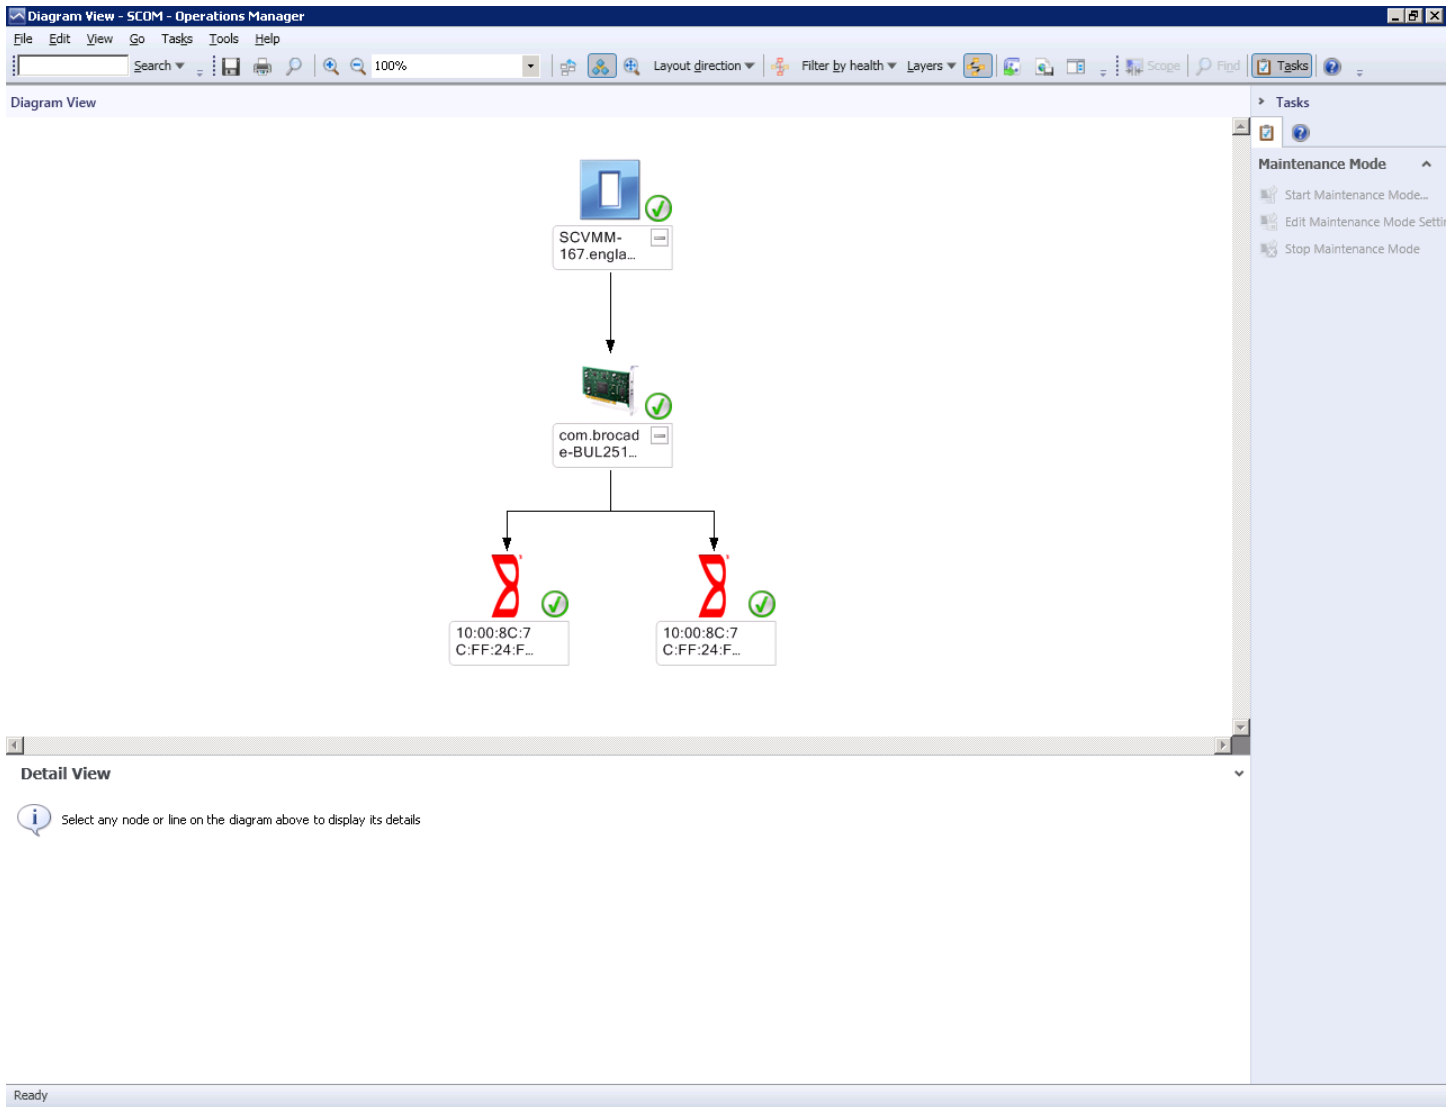 Diagram View - SCOM - Operations Manager
File Edit View Go Tasks Tools Help
Search 100% Layout direction Filter by health Layers Scope Find Tasks
Diagram View
Tasks
Maintenance Mode
Start Maintenance Mode...
Edit Maintenance Mode Settin
Stop Maintenance Mode
SCVMM-
167.engla...
com.brocad
e-BUL251...
10:00:8C:7
C:FF:24:F...
10:00:8C:7
C:FF:24:F...
Detail View
Select any node or line on the diagram above to display its details
Ready